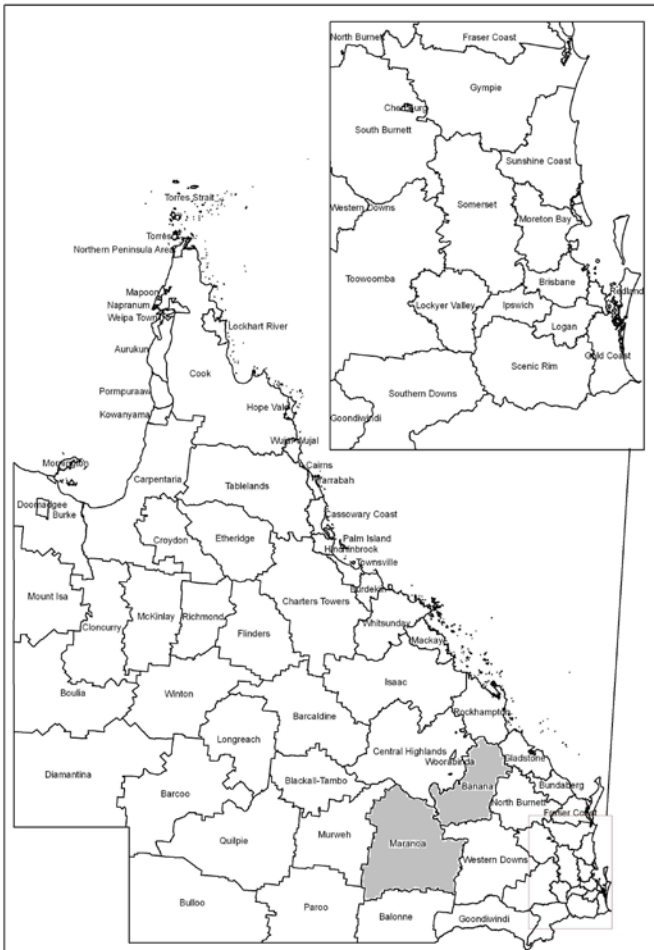 North Burnett
Fraser Coast
Gympie
Cherbourg
South Burnett
Sunshine Coast
Western Downs
Somerset
Moreton Bay
Toowoomba
Brisbane
Redland
Lockyer Valley
Ipswich
Logan
Gold Coast
Scenic Rim
Southern Downs
Goondiwindi
Torres Strait
Torres
Northern Peninsula Area
Mapoon
Napranum
Weipa Town
Lockhart River
Aurukun
Cook
Pormpuraaw
Kowanyama
Hope Vale
Wujal Wujal
Mornington
Cairns
Yarrabah
Carpentaria
Tablelands
Doomadgee
Burke
Cassowary Coast
Croydon
Etheridge
Palm Island
Hinchinbrook
Townsville
Burdekin
Mount Isa
Cloncurry
McKinlay
Richmond
Flinders
Charters Towers
Whitsunday
Mackay
Isaac
Boulia
Winton
Barcaldine
Rockhampton
Longreach
Central Highlands
Woorabinda
Gladstone
Diamantina
Barcoo
Blackall-Tambo
Banana
Bundaberg
North Burnett
Fraser Coast
Quilpie
Murweh
Maranoa
Western Downs
Bulloo
Paroo
Balonne
Goondiwindi